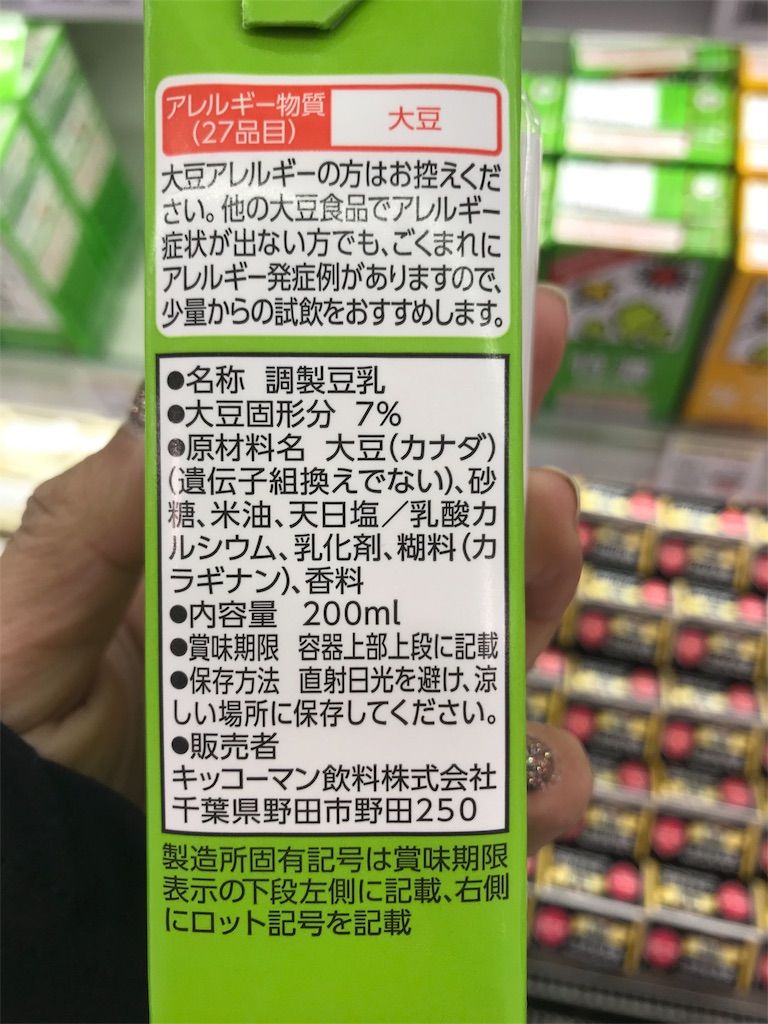 アレルギー物質
(27品目)
大豆
大豆アレルギーの方はお控えくだ
さい。他の大豆食品でアレルギー
症状が出ない方でも、ごくまれに
アレルギー発症例がありますので、
少量からの試飲をおすすめします。
●名称 調製豆乳
●大豆固形分 7%
●原材料名 大豆(カナダ)
(遺伝子組換えでない)、砂
糖、米油、天日塩／乳酸カ
ルシウム、乳化剤、糊料(カ
ラギナン)、香料
●内容量 200ml
●賞味期限 容器上部上段に記載
●保存方法 直射日光を避け、涼
しい場所に保存してください。
●販売者
キッコーマン飲料株式会社
千葉県野田市野田250
製造所固有記号は賞味期限
表示の下段左側に記載、右側
にロット記号を記載